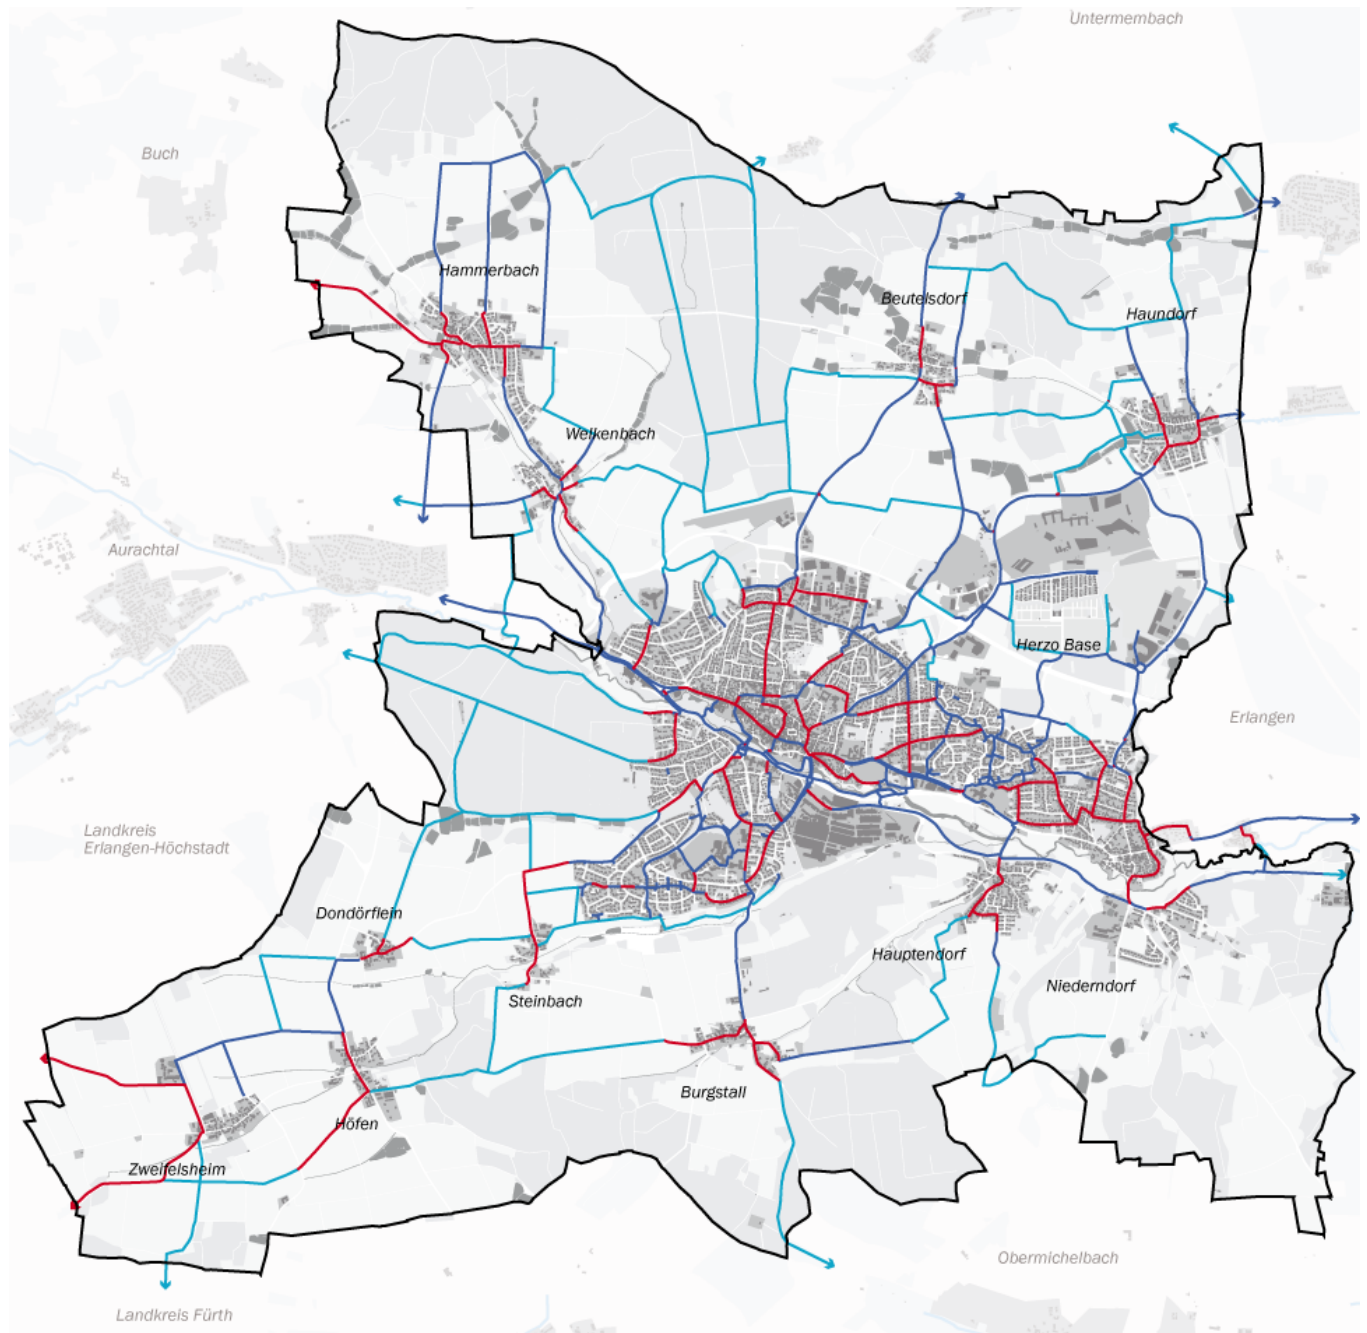 Untermembach
Buch
Hammerbach
Beutelsdorf
Haundorf
Welkenbach
Aurachtal
Herzo Base
Erlangen
Landkreis
Erlangen-Höchstadt
Dondörflein
Hauptendorf
Niederndorf
Steinbach
Burgstall
Höfen
Zweifelsheim
Obermichelbach
Landkreis Fürth